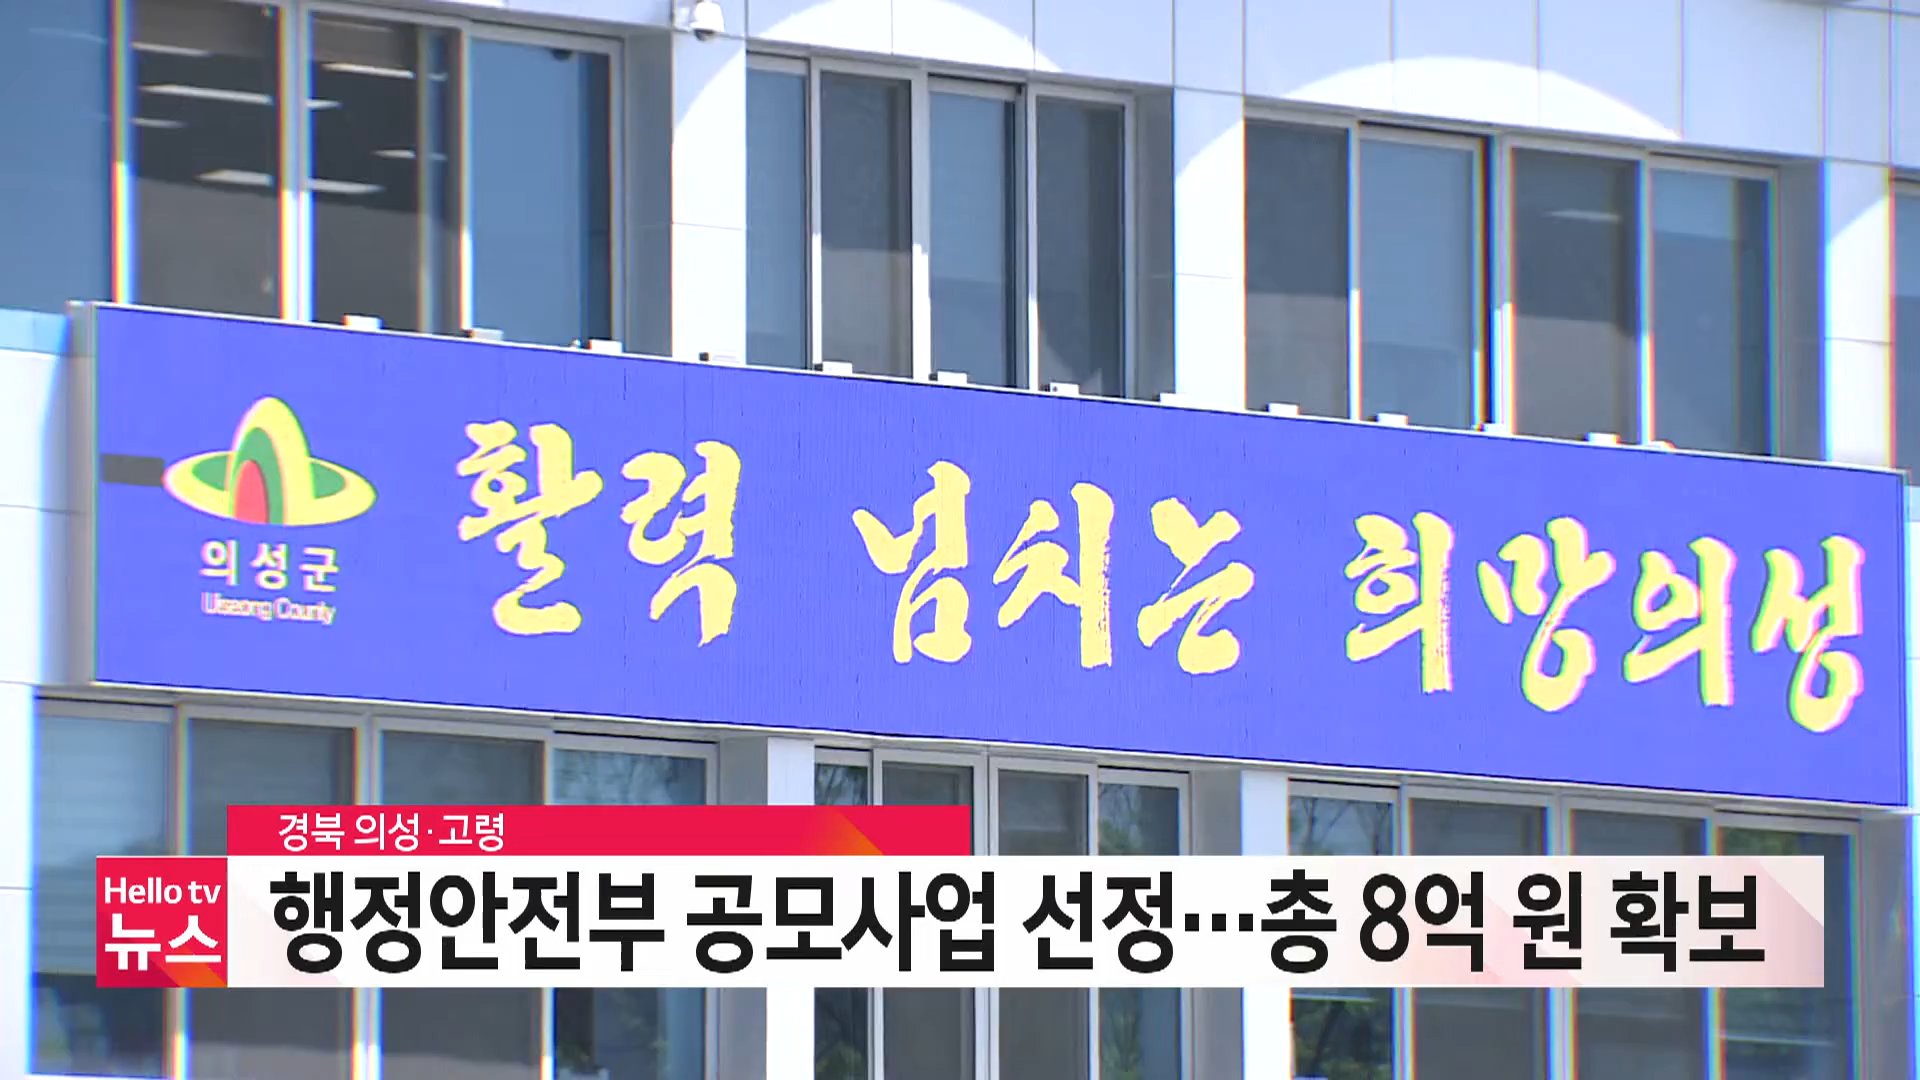 활력 넘치는 희망의성
의성군
Uiseong County
경북 의성·고령
Hello tv
뉴스
행정안전부 공모사업 선정…총 8억 원 확보